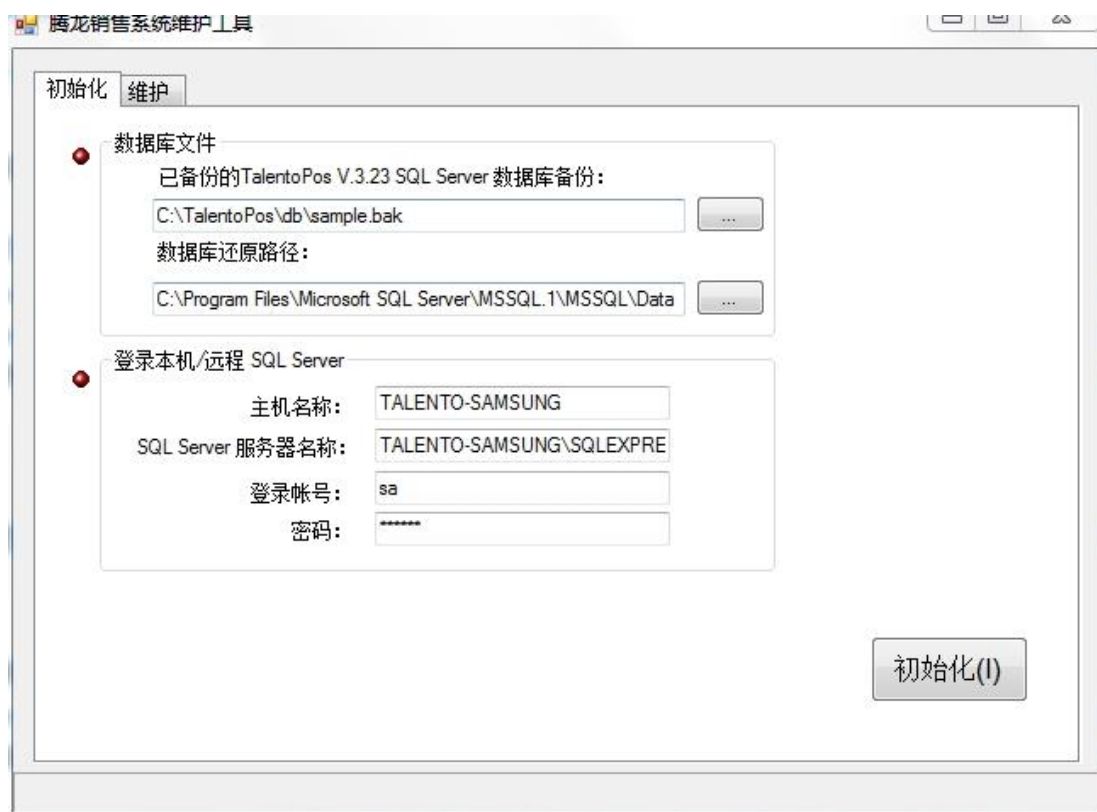 腾龙销售系统维护工具
初始化 维护
数据库文件
已备份的TalentoPos V.3.23 SQL Server 数据库备份：
C:\TalentoPos\db\sample.bak ...
数据库还原路径：
C:\Program Files\Microsoft SQL Server\MSSQL.1\MSSQL\Data ...
登录本机/远程 SQL Server
主机名称： TALENTO-SAMSUNG
SQL Server 服务器名称： TALENTO-SAMSUNG\SQLEXPRE
登录帐号： sa
密码： ******
初始化(I)